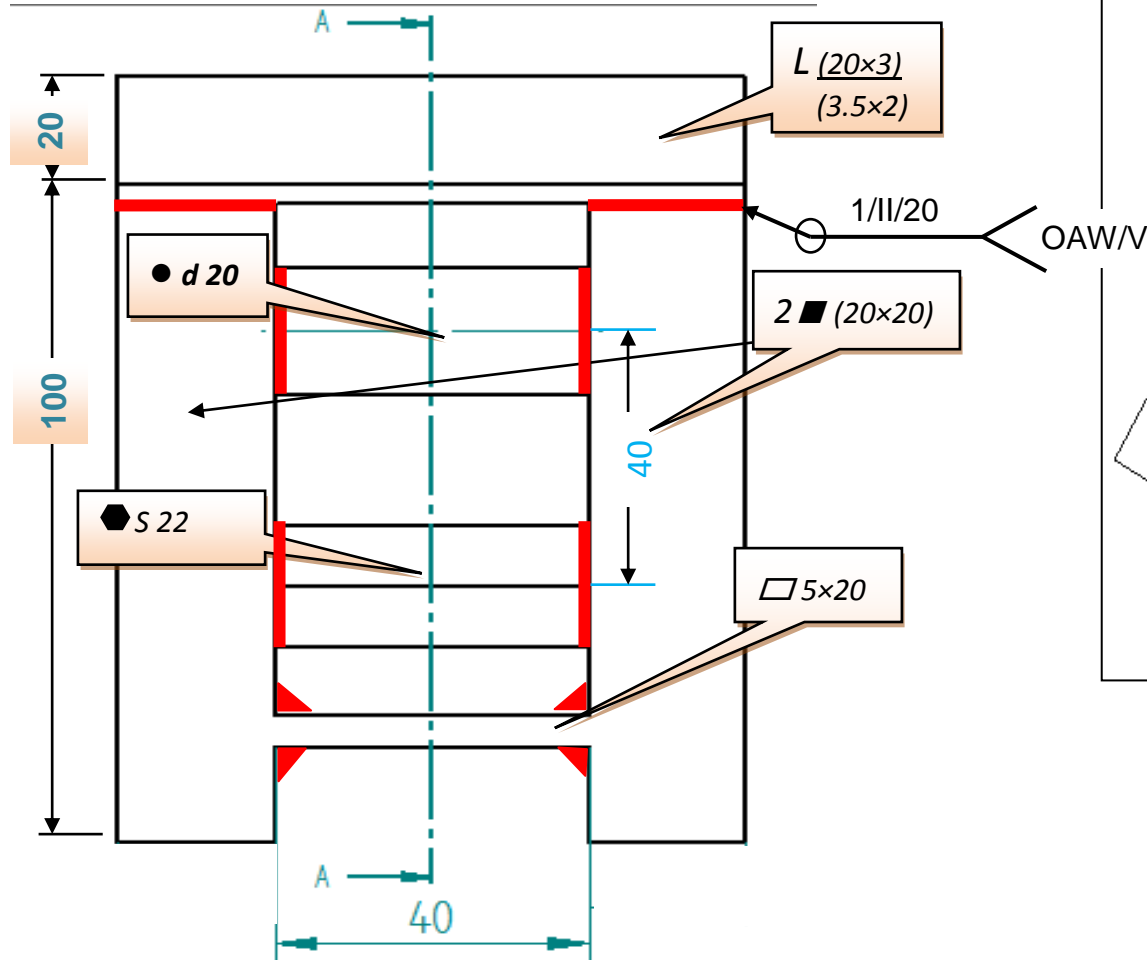 A
L (20×3)
(3.5×2)
20
1/II/20
OAW/V
● d 20
2 ■ (20×20)
100
40
⬢ S 22
▱ 5×20
A
40